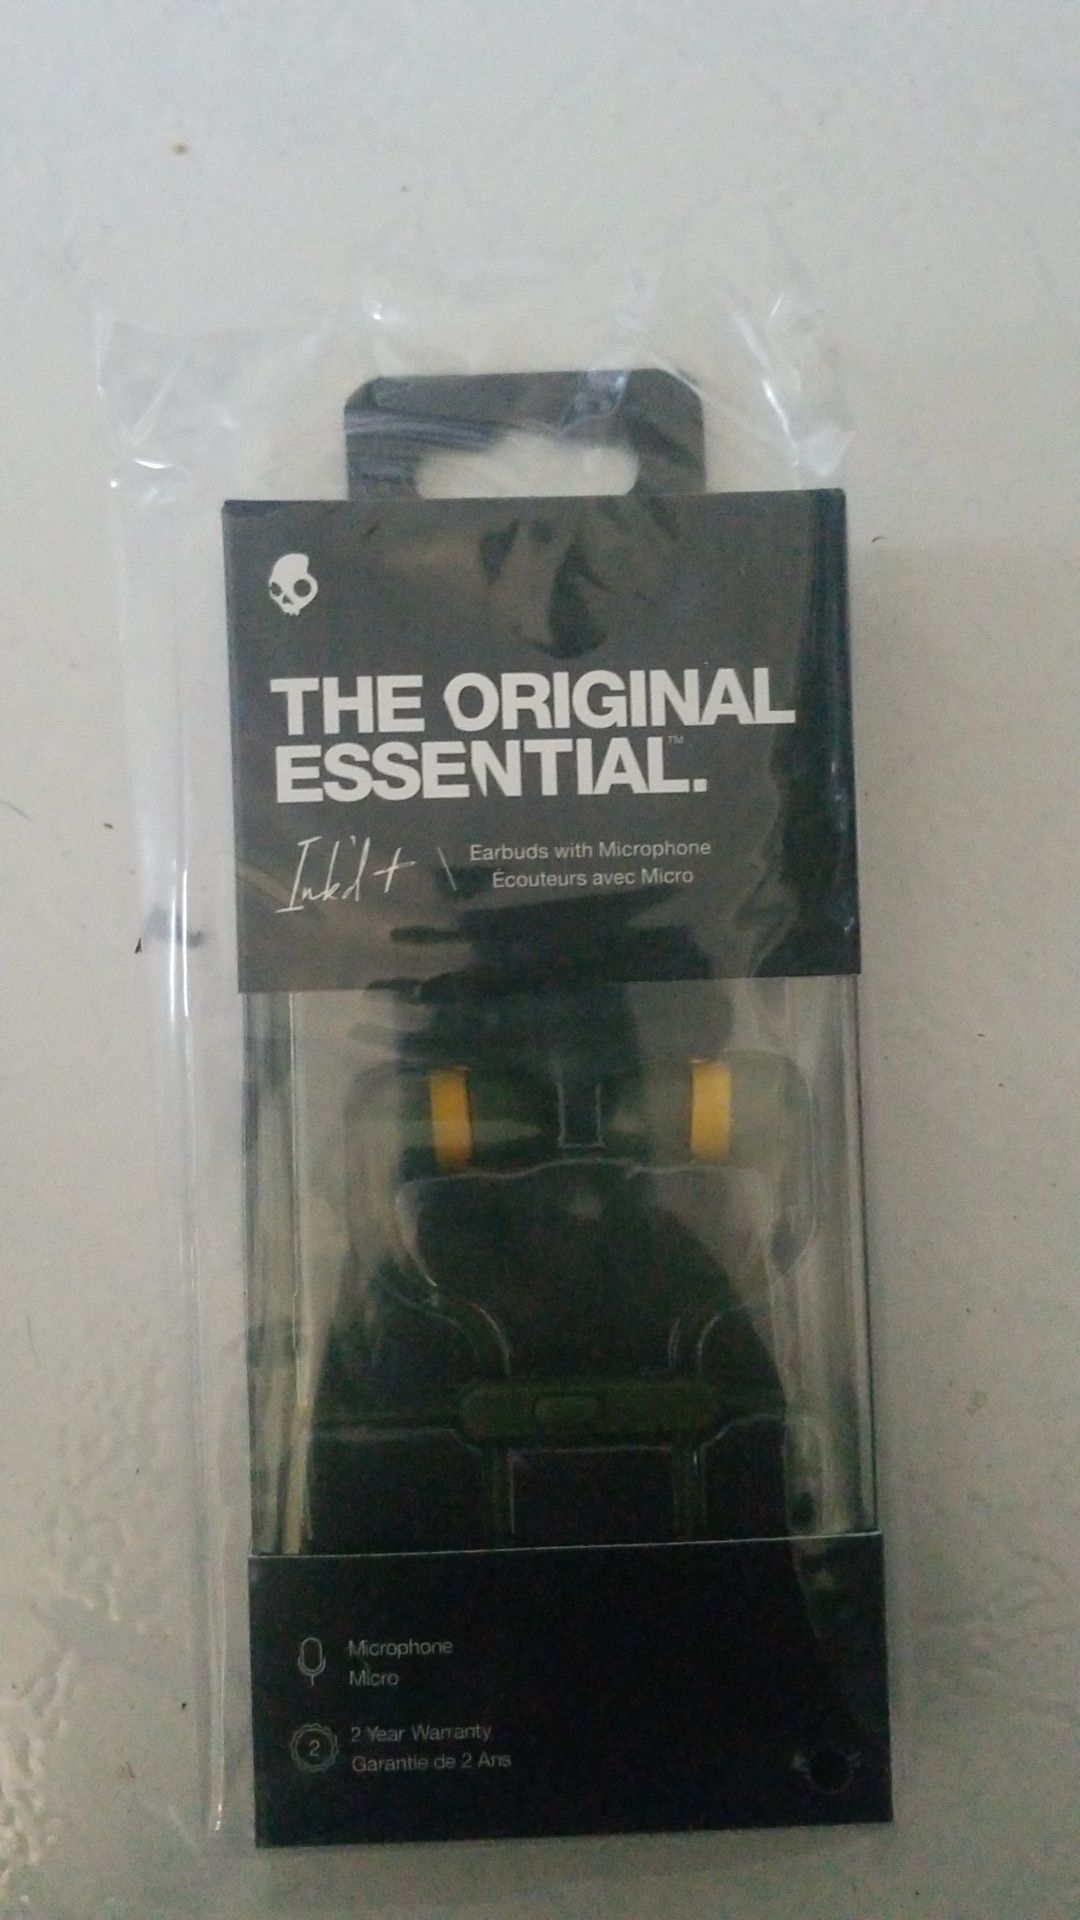 THE ORIGINAL
ESSENTIAL.™
Ink'd + \ Earbuds with Microphone
Écouteurs avec Micro
Microphone
Micro
2 2 Year Warranty
Garantie de 2 Ans